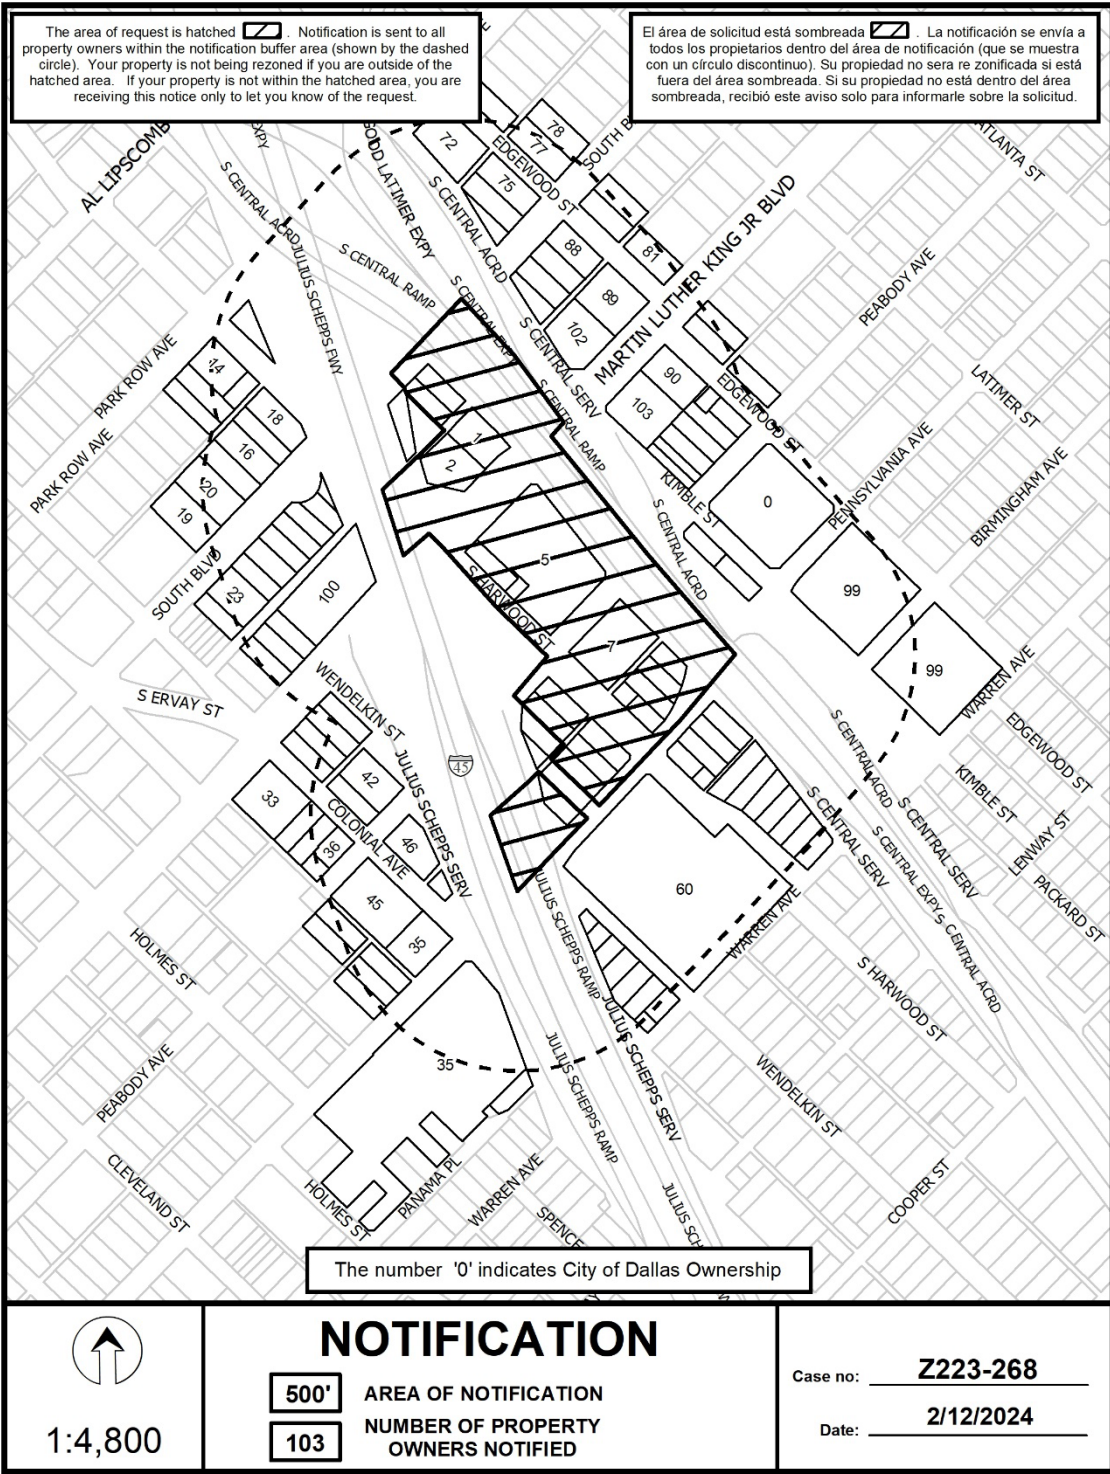 The area of request is hatched . Notification is sent to all
property owners within the notification buffer area (shown by the dashed
circle). Your property is not being rezoned if you are outside of the
hatched area. If your property is not within the hatched area, you are
receiving this notice only to let you know of the request.
El área de solicitud está sombreada . La notificación se envía a
todos los propietarios dentro del área de notificación (que se muestra
con un círculo discontinuo). Su propiedad no sera re zonificada si está
fuera del área sombreada. Si su propiedad no está dentro del área
sombreada, recibió este aviso solo para informarle sobre la solicitud.
AL LIPSCOMB
EXPY
GOOD LATIMER EXPY
S CENTRAL ACRD
S CENTRAL RAMP
JULIUS SCHEPPS FWY
S CENTRAL ACRD
72
78
77
75
EDGEWOOD ST
SOUTH B
ATLANTA ST
88
81
89
102
MARTIN LUTHER KING JR BLVD
PEABODY AVE
S CENTRAL EXPY
S CENTRAL SERV
S CENTRAL RAMP
PARK ROW AVE
PARK ROW AVE
14
18
16
20
19
90
103
EDGEWOOD ST
LATIMER ST
1
2
PENNSYLVANIA AVE
BIRMINGHAM AVE
KIMBLE ST
0
S CENTRAL ACRD
5
S HARWOOD ST
SOUTH BLVD
23
100
99
99
7
WARREN AVE
S ERVAY ST
WENDELKIN ST
JULIUS SCHEPPS SERV
45
42
33
COLONIAL AVE
36
46
45
35
EDGEWOOD ST
KIMBLE ST
LENWAY ST
PACKARD ST
S CENTRAL ACRD
S CENTRAL SERV
S CENTRAL SERV
S CENTRAL EXPY
S CENTRAL ACRD
60
WARREN AVE
S HARWOOD ST
JULIUS SCHEPPS RAMP
JULIUS SCHEPPS SERV
JULIUS SCHEPPS RAMP
HOLMES ST
PEABODY AVE
35
WENDELKIN ST
COOPER ST
CLEVELAND ST
HOLMES ST
PANAMA PL
WARREN AVE
SPENCE
JULIUS SCH
The number '0' indicates City of Dallas Ownership
1:4,800
NOTIFICATION
500' AREA OF NOTIFICATION
103 NUMBER OF PROPERTY
OWNERS NOTIFIED
Case no: Z223-268
Date: 2/12/2024